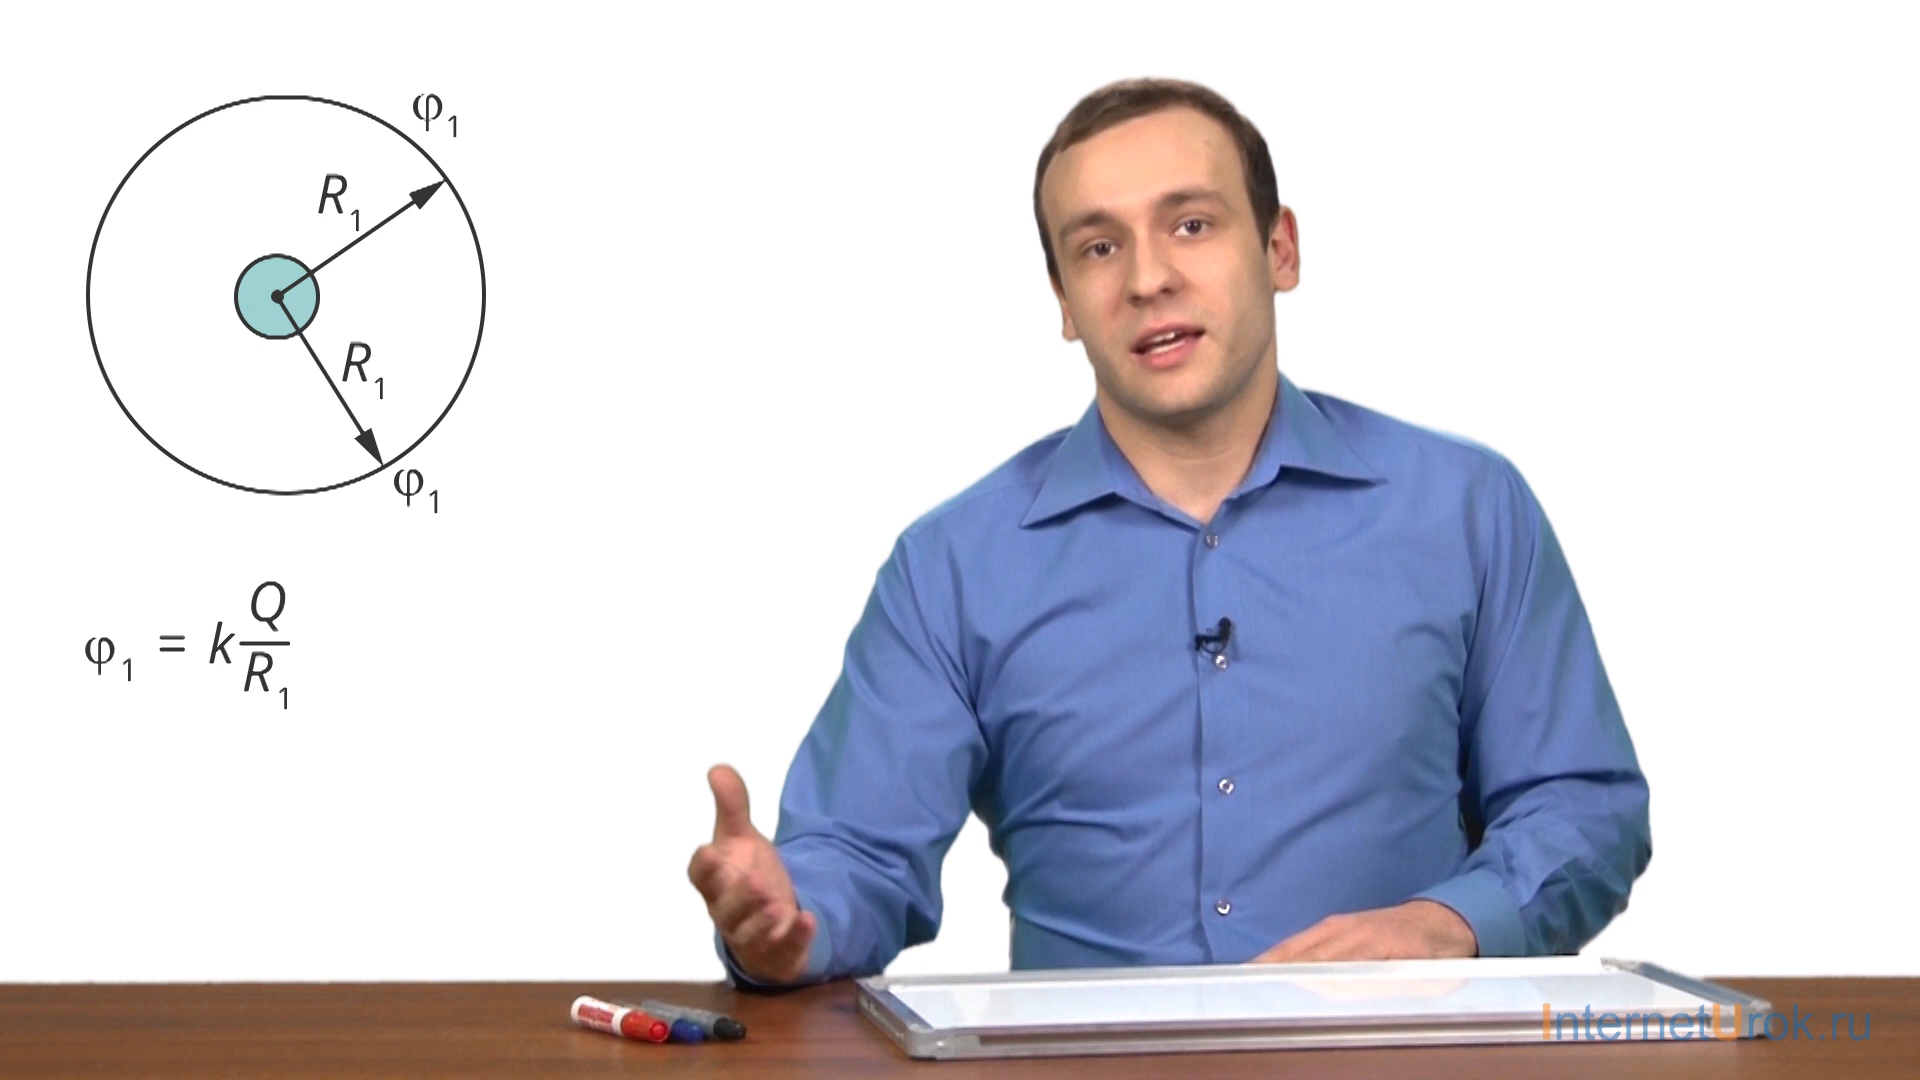 φ₁
R₁
R₁
φ₁
φ₁ = k Q/R₁
InternetUrok.ru